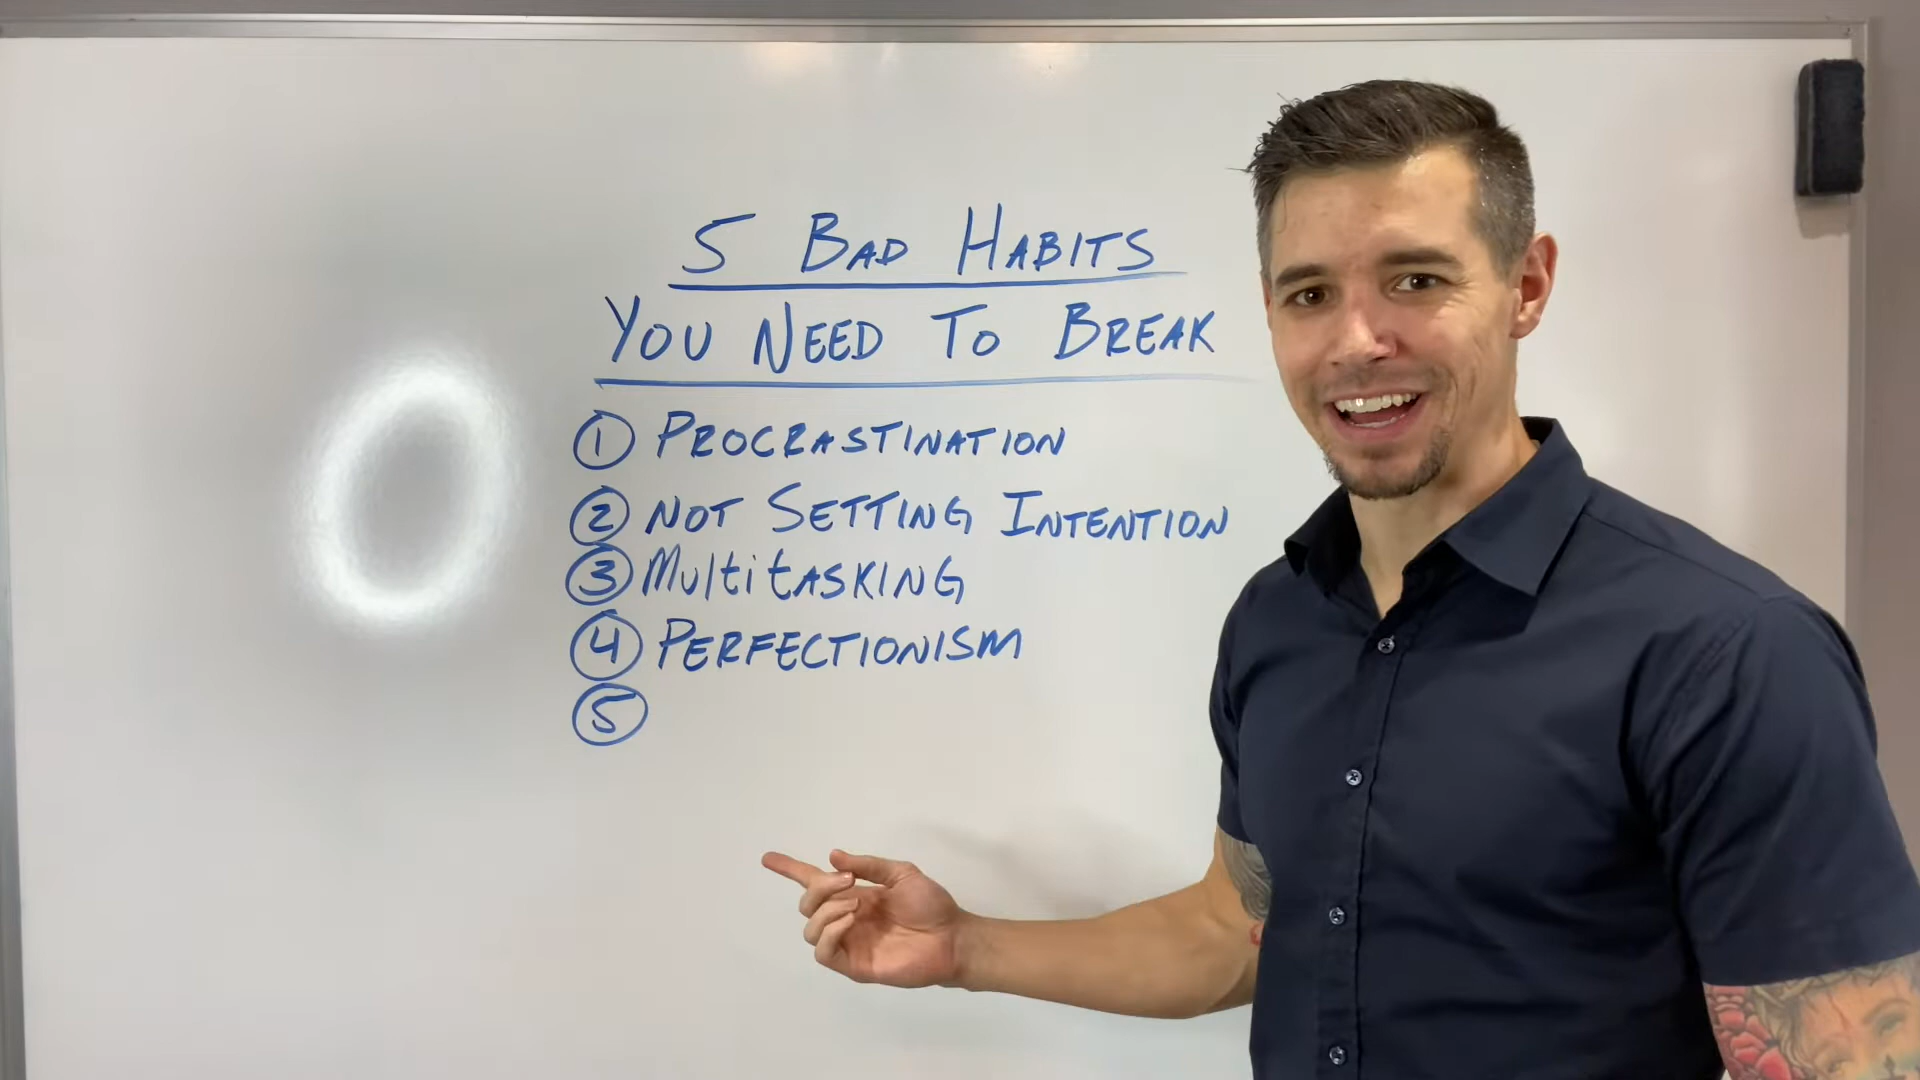 5 BAD HABITS
YOU NEED TO BREAK
1 PROCRASTINATION
2 NOT SETTING INTENTION
3 MultitASKING
4 PERFECTIONISM
5